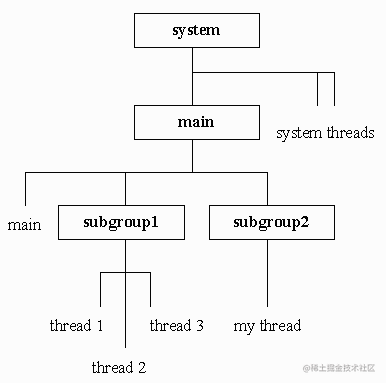 system
main
system threads
main
subgroup1
subgroup2
thread 1
thread 3
my thread
thread 2
@稀土掘金技术社区